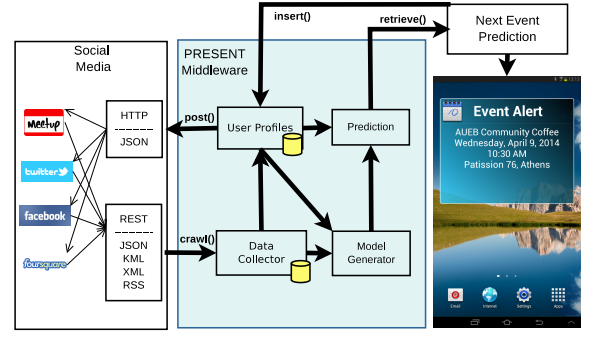 insert()
retrieve()
Next Event
Prediction
Social
Media
PRESENT
Middleware
HTTP
------
JSON
Meetup
post()
User Profiles
Prediction
twitter
facebook
foursquare
REST
------
JSON
KML
XML
RSS
crawl()
Data
Collector
Model
Generator
10
Event Alert
AUEB Community Coffee
Wednesday, April 9, 2014
10:30 AM
Patission 76, Athens
Email
Internet
Settings
Apps